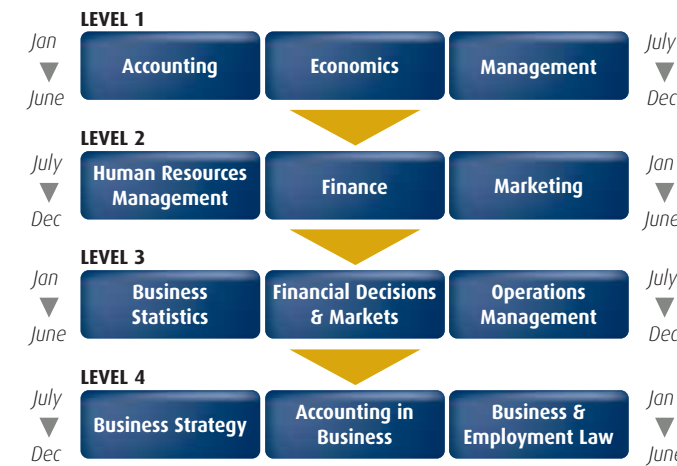 LEVEL 1
Jan
June
Accounting
Economics
Management
July
Dec
LEVEL 2
July
Dec
Human Resources
Management
Finance
Marketing
Jan
June
LEVEL 3
Jan
June
Business
Statistics
Financial Decisions
& Markets
Operations
Management
July
Dec
LEVEL 4
July
Dec
Business Strategy
Accounting in
Business
Business &
Employment Law
Jan
June